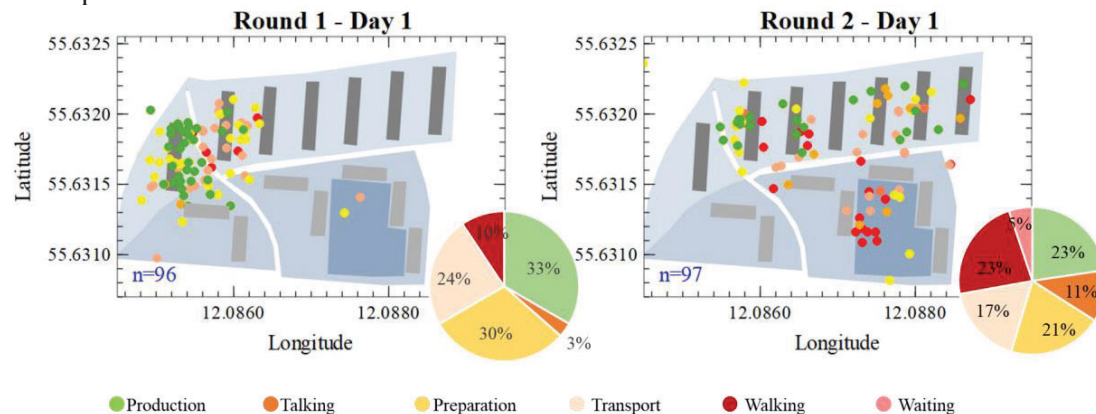 Round 1 - Day 1
Round 2 - Day 1
55.6325
55.6320
55.6315
55.6310
Latitude
n=96
12.0860
12.0880
Longitude
10%
33%
24%
30%
3%
55.6325
55.6320
55.6315
55.6310
Latitude
n=97
12.0860
12.0880
Longitude
5%
23%
23%
11%
17%
21%
Production
Talking
Preparation
Transport
Walking
Waiting